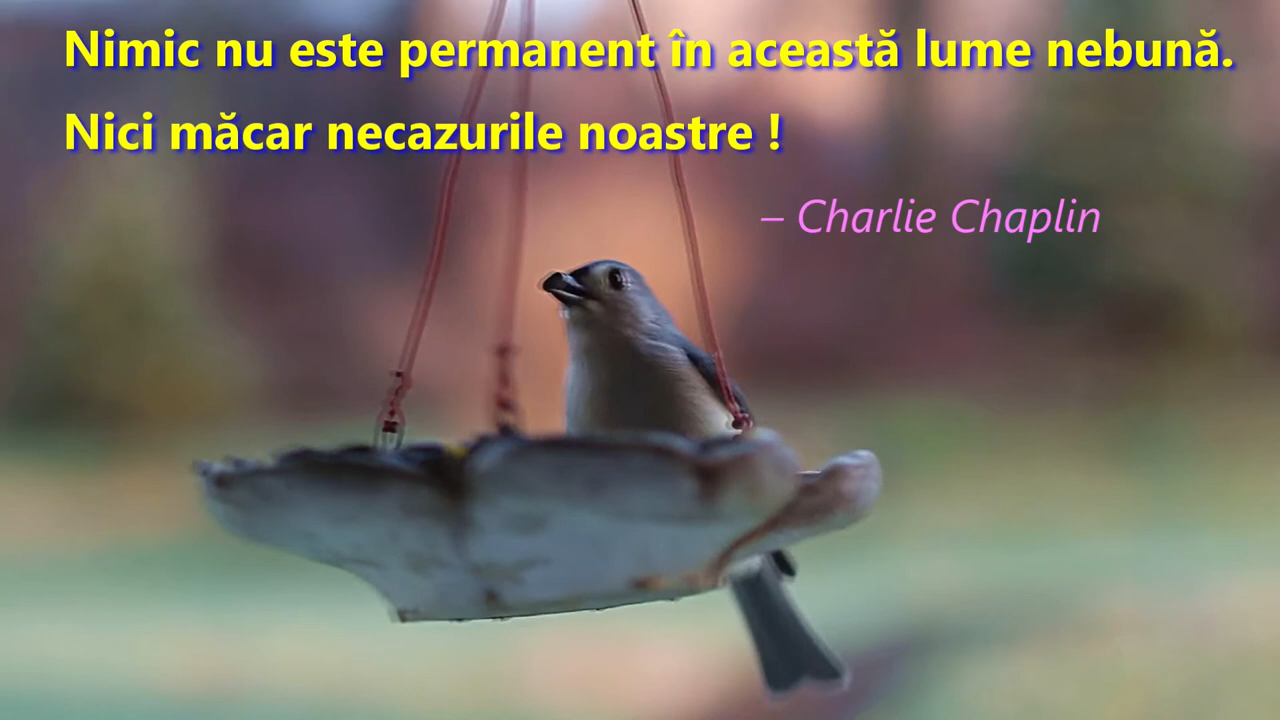 Nimic nu este permanent în această lume nebună.
Nici măcar necazurile noastre !
– Charlie Chaplin